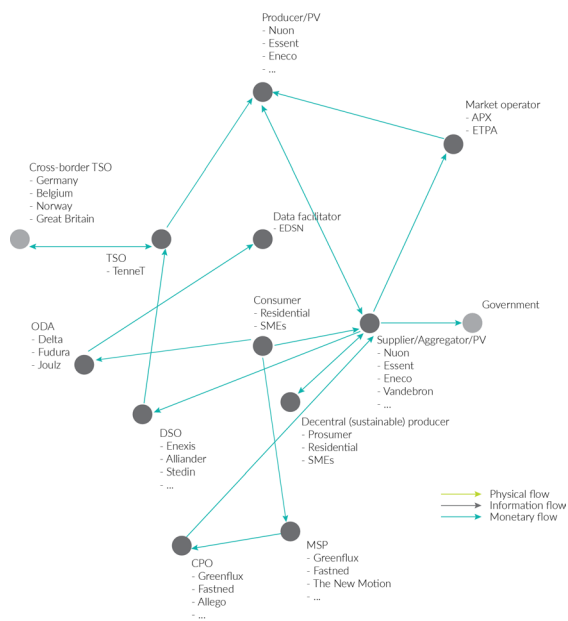 Producer/PV
- Nuon
- Essent
- Eneco
- ...
Market operator
- APX
- ETPA
Cross-border TSO
- Germany
- Belgium
- Norway
- Great Britain
Data facilitator
- EDSN
TSO
- TenneT
Consumer
- Residential
- SMEs
Government
ODA
- Delta
- Fudura
- Joulz
Supplier/Aggregator/PV
- Nuon
- Essent
- Eneco
- Vandebron
- ...
Decentral (sustainable) producer
- Prosumer
- Residential
- SMEs
DSO
- Enexis
- Alliander
- Stedin
- ...
Physical flow
Information flow
Monetary flow
MSP
- Greenflux
- Fastned
- The New Motion
- ...
CPO
- Greenflux
- Fastned
- Allego
- ...